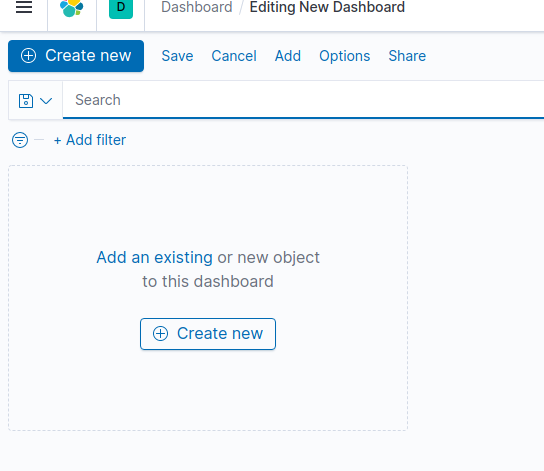 D Dashboard / Editing New Dashboard
Create new Save Cancel Add Options Share
Search
+ Add filter
Add an existing or new object
to this dashboard
Create new